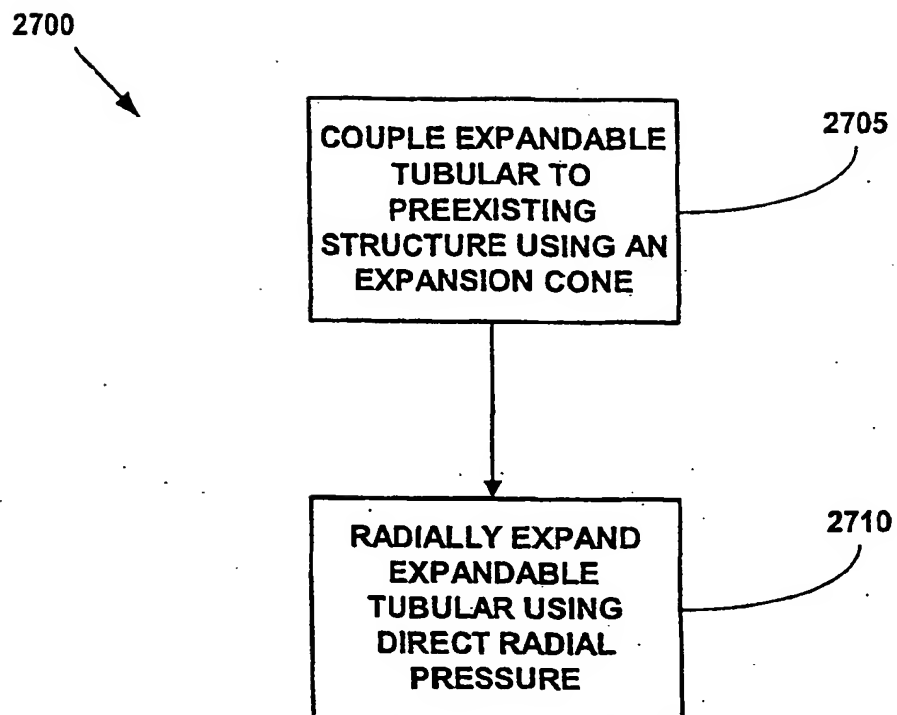 2700
COUPLE EXPANDABLE
TUBULAR TO
PREEXISTING
STRUCTURE USING AN
EXPANSION CONE
2705
RADIALLY EXPAND
EXPANDABLE
TUBULAR USING
DIRECT RADIAL
PRESSURE
2710